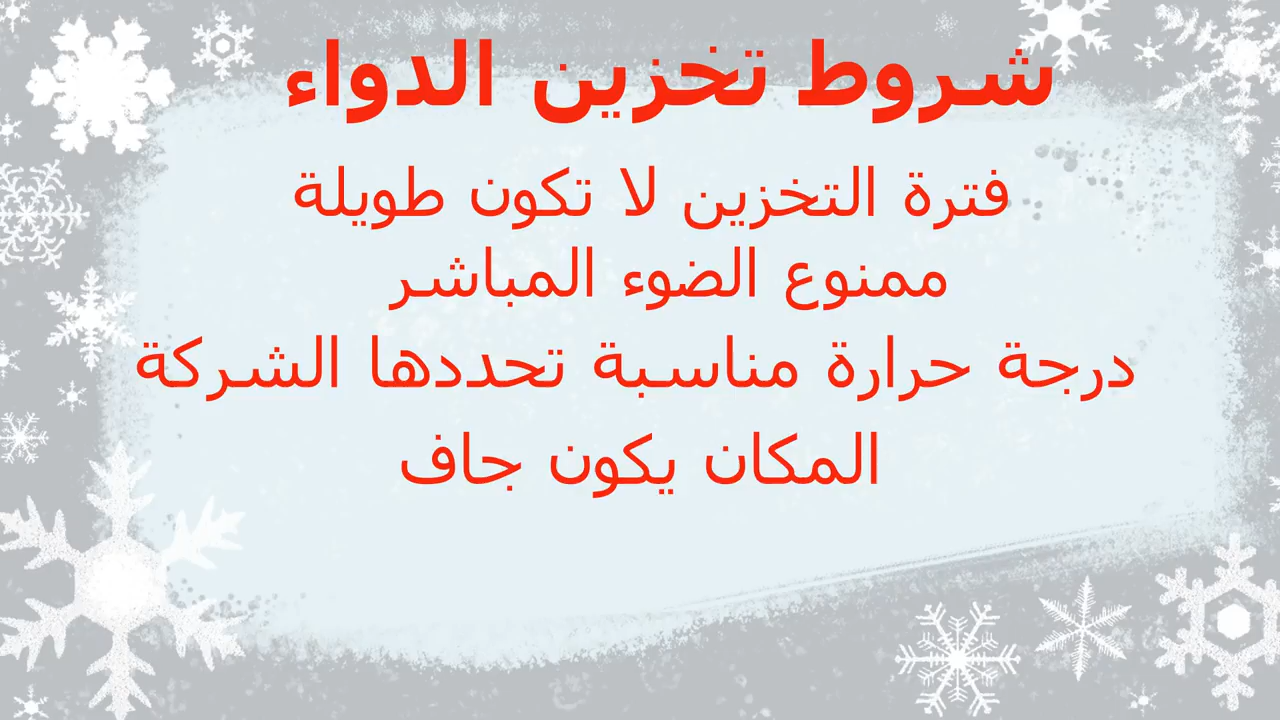 شروط تخزين الدواء
فترة التخزين لا تكون طويلة
ممنوع الضوء المباشر
درجة حرارة مناسبة تحددها الشركة
المكان يكون جاف